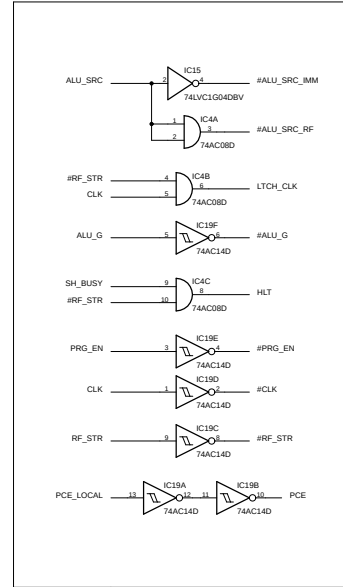 IC15
ALU_SRC 2 4 #ALU_SRC_IMM
74LVC1G04DBV
IC4A
1
3 #ALU_SRC_RF
2
74AC08D
IC4B
#RF_STR 4
6 LTCH_CLK
CLK 5
74AC08D
IC19F
ALU_G 5 6 #ALU_G
74AC14D
IC4C
SH_BUSY 9
8 HLT
#RF_STR 10
74AC08D
IC19E
PRG_EN 3 4 #PRG_EN
74AC14D
IC19D
CLK 1 2 #CLK
74AC14D
IC19C
RF_STR 9 8 #RF_STR
74AC14D
IC19A IC19B
PCE_LOCAL 13 12 11 10 PCE
74AC14D 74AC14D